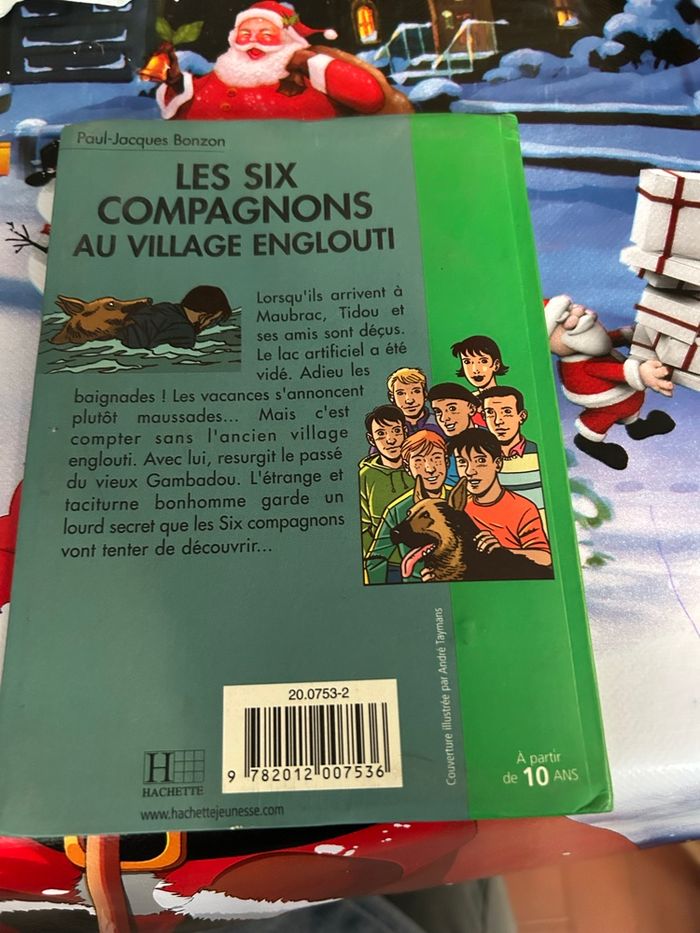 Paul-Jacques Bonzon
LES SIX
COMPAGNONS
AU VILLAGE ENGLOUTI
Lorsqu'ils arrivent à
Maubrac, Tidou et
ses amis sont déçus.
Le lac artificiel a été
vidé. Adieu les
baignades ! Les vacances s'annoncent
plutôt maussades... Mais c'est
compter sans l'ancien village
englouti. Avec lui, resurgit le passé
du vieux Gambadou. L'étrange et
taciturne bonhomme garde un
lourd secret que les Six compagnons
vont tenter de découvrir...
Couverture illustrée par André Taymans
20.0753-2
9 782012 007536
H
HACHETTE
www.hachettejeunesse.com
À partir
de 10 ANS